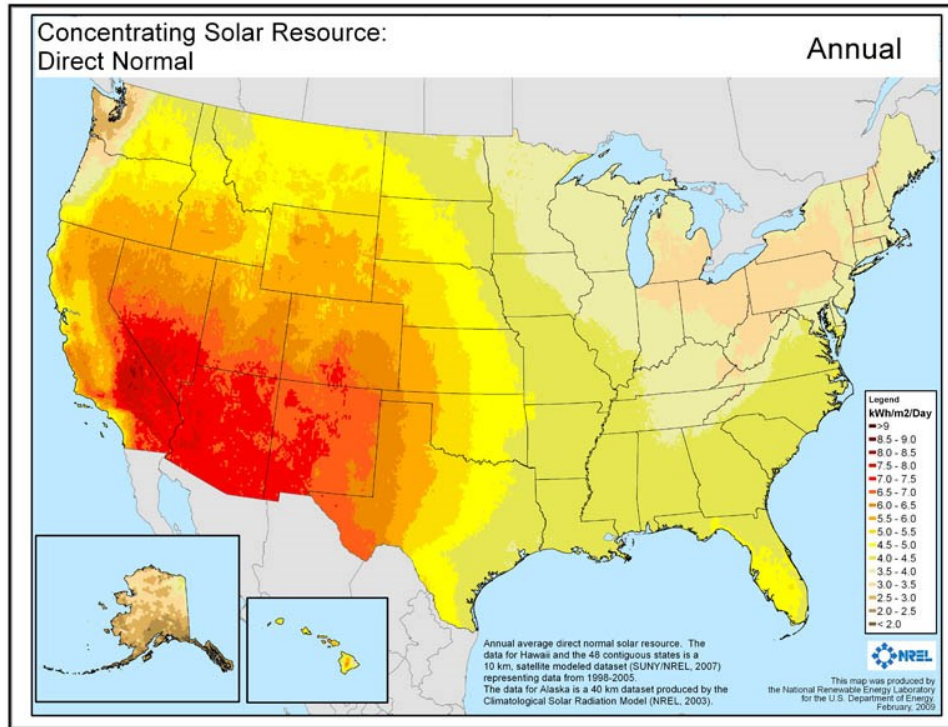 Concentrating Solar Resource:
Direct Normal
Annual
Legend
kWh/m2/Day
>9
8.5 - 9.0
8.0 - 8.5
7.5 - 8.0
7.0 - 7.5
6.5 - 7.0
6.0 - 6.5
5.5 - 6.0
5.0 - 5.5
4.5 - 5.0
4.0 - 4.5
3.5 - 4.0
3.0 - 3.5
2.5 - 3.0
2.0 - 2.5
< 2.0
Annual average direct normal solar resource. The
data for Hawaii and the 48 contiguous states is a
10 km, satellite modeled dataset (SUNY/NREL, 2007)
representing data from 1998-2005.
The data for Alaska is a 40 km dataset produced by the
Climatological Solar Radiation Model (NREL, 2003).
NREL
This map was produced by
the National Renewable Energy Laboratory
for the U.S. Department of Energy.
February, 2009